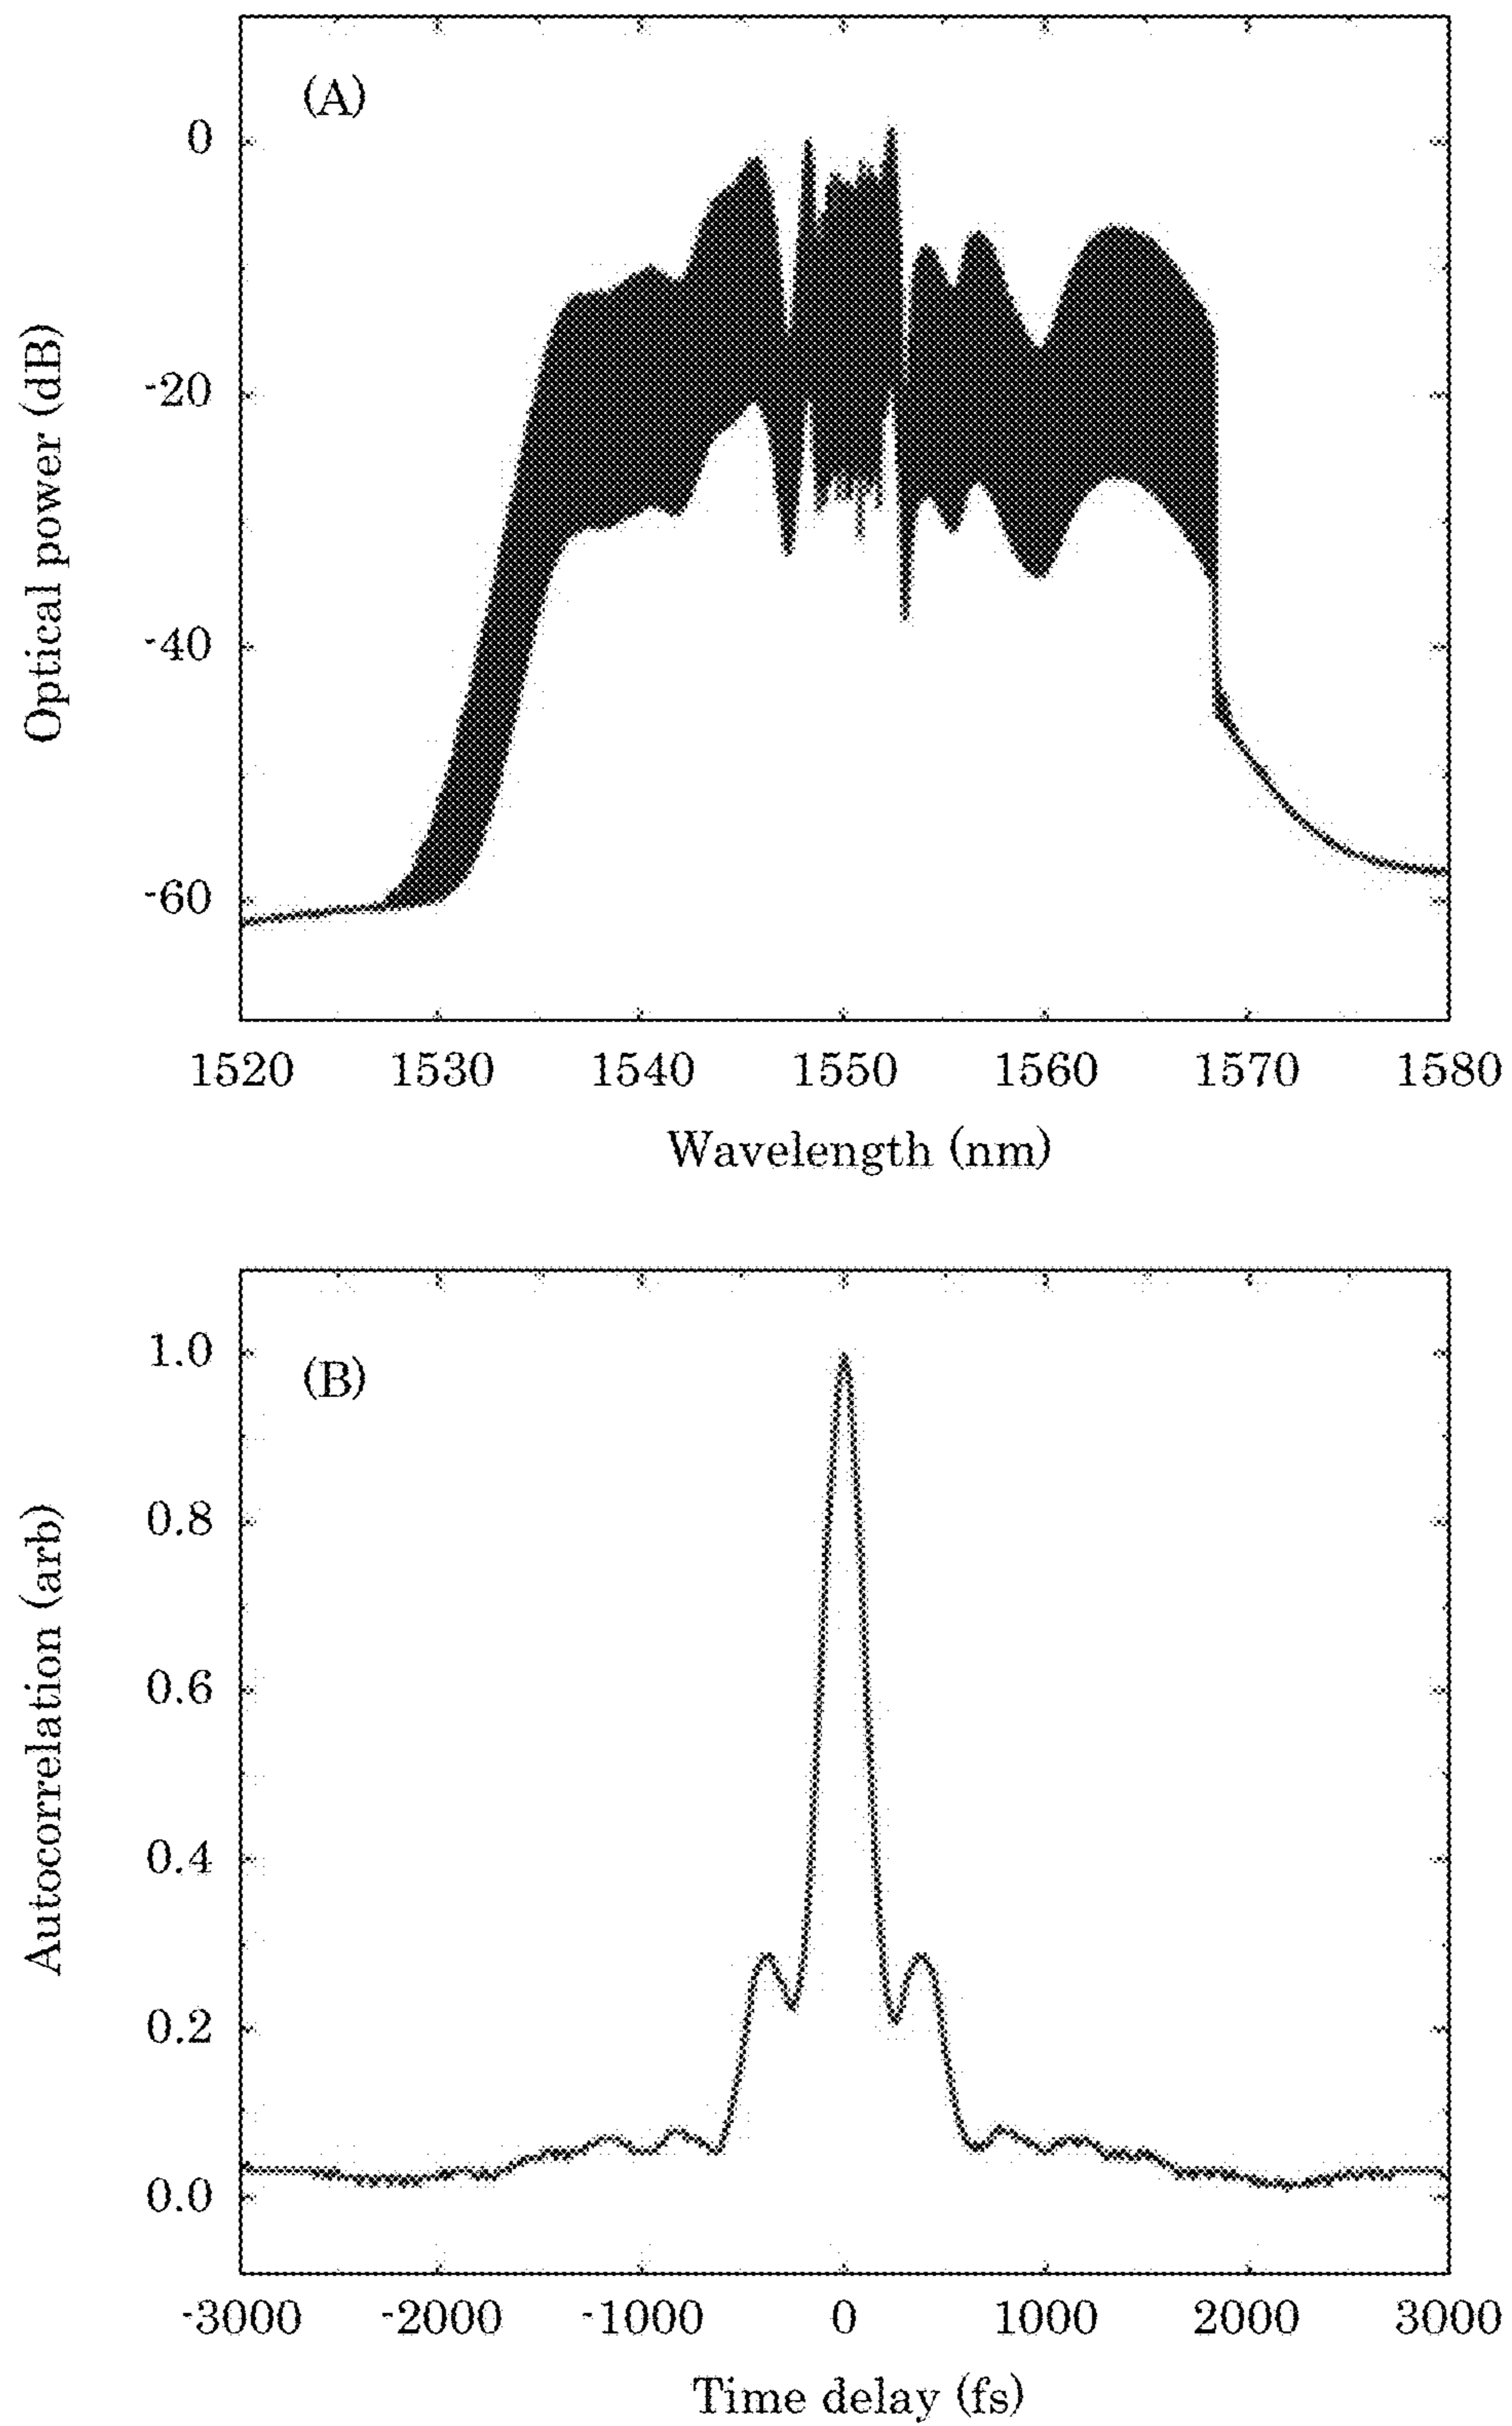 (A)
Optical power (dB)
0
-20
-40
-60
1520 1530 1540 1550 1560 1570 1580
Wavelength (nm)
(B)
Autocorrelation (arb)
1.0
0.8
0.6
0.4
0.2
0.0
-3000 -2000 -1000 0 1000 2000 3000
Time delay (fs)